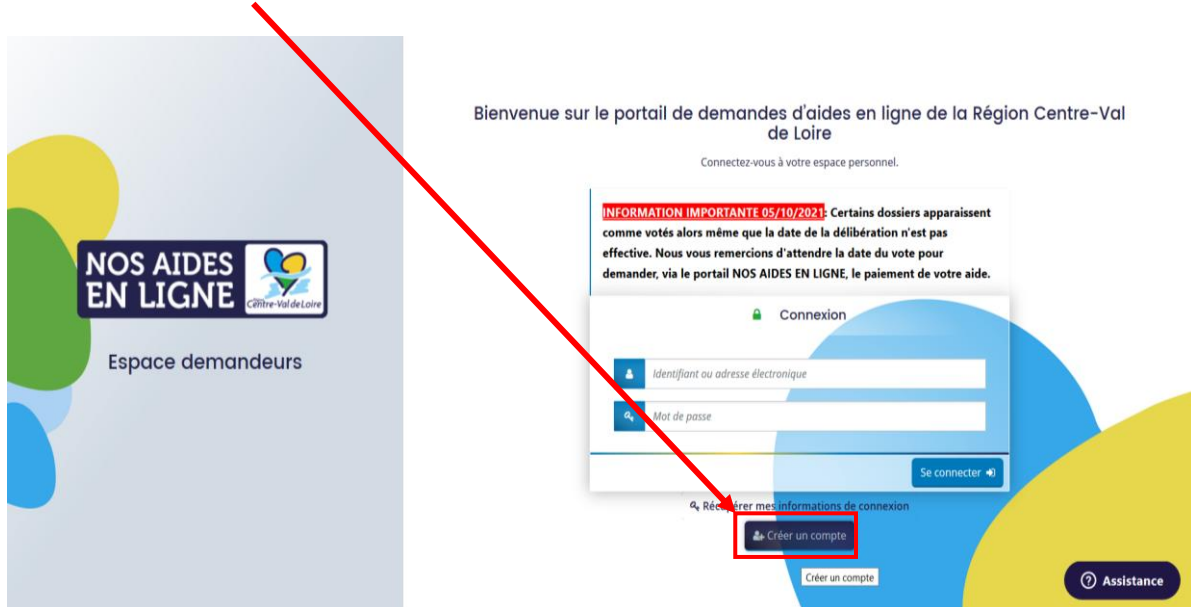 NOS AIDES
EN LIGNE
Centre-Val de Loire
Espace demandeurs
Bienvenue sur le portail de demandes d'aides en ligne de la Région Centre-Val
de Loire
Connectez-vous à votre espace personnel.
INFORMATION IMPORTANTE 05/10/2021: Certains dossiers apparaissent
comme votés alors même que la date de la délibération n'est pas
effective. Nous vous remercions d'attendre la date du vote pour
demander, via le portail NOS AIDES EN LIGNE, le paiement de votre aide.
Connexion
Identifiant ou adresse électronique
Mot de passe
Se connecter
Récupérer mes informations de connexion
Créer un compte
Créer un compte
Assistance